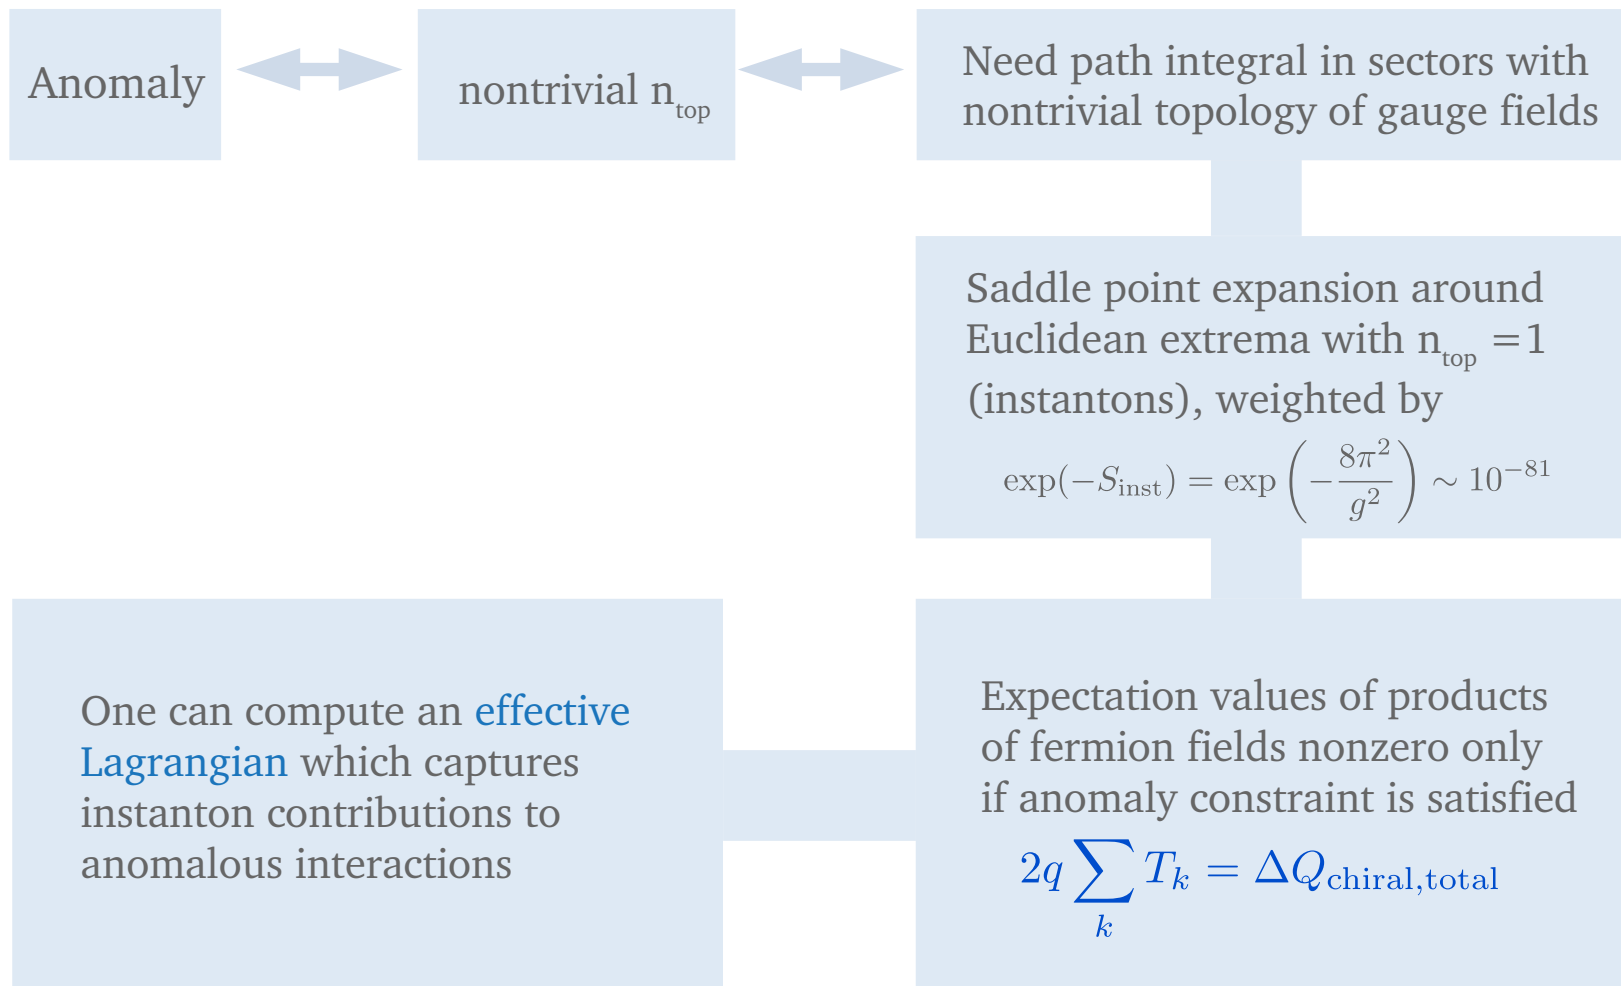 Anomaly
nontrivial n_top
Need path integral in sectors with
nontrivial topology of gauge fields
Saddle point expansion around
Euclidean extrema with n_top =1
(instantons), weighted by
exp(−S_inst) = exp(−8π²/g²) ∼ 10⁻⁸¹
Expectation values of products
of fermion fields nonzero only
if anomaly constraint is satisfied
2q ∑_k T_k = ΔQ_chiral,total
One can compute an effective
Lagrangian which captures
instanton contributions to
anomalous interactions